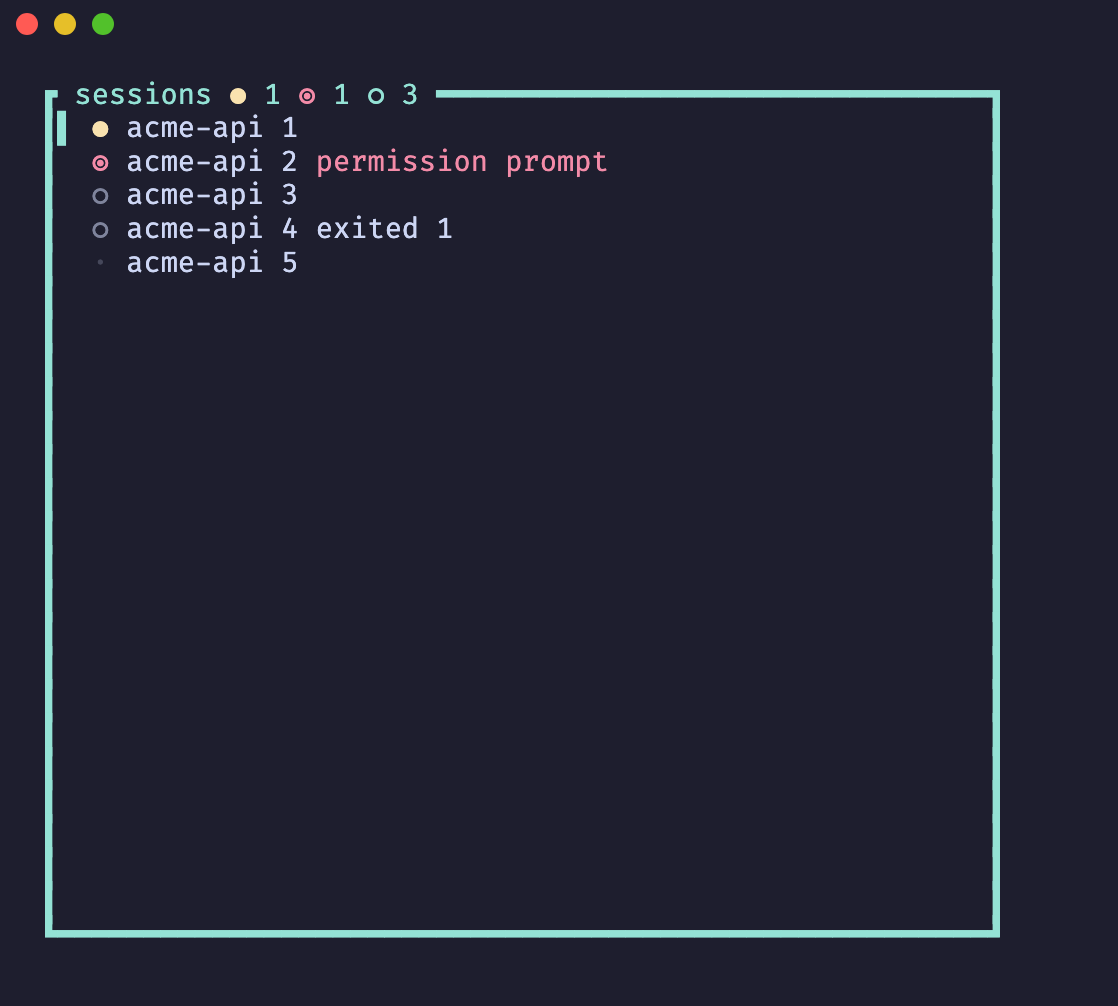 sessions ● 1 ◉ 1 ○ 3
● acme-api 1
◉ acme-api 2 permission prompt
○ acme-api 3
○ acme-api 4 exited 1
· acme-api 5